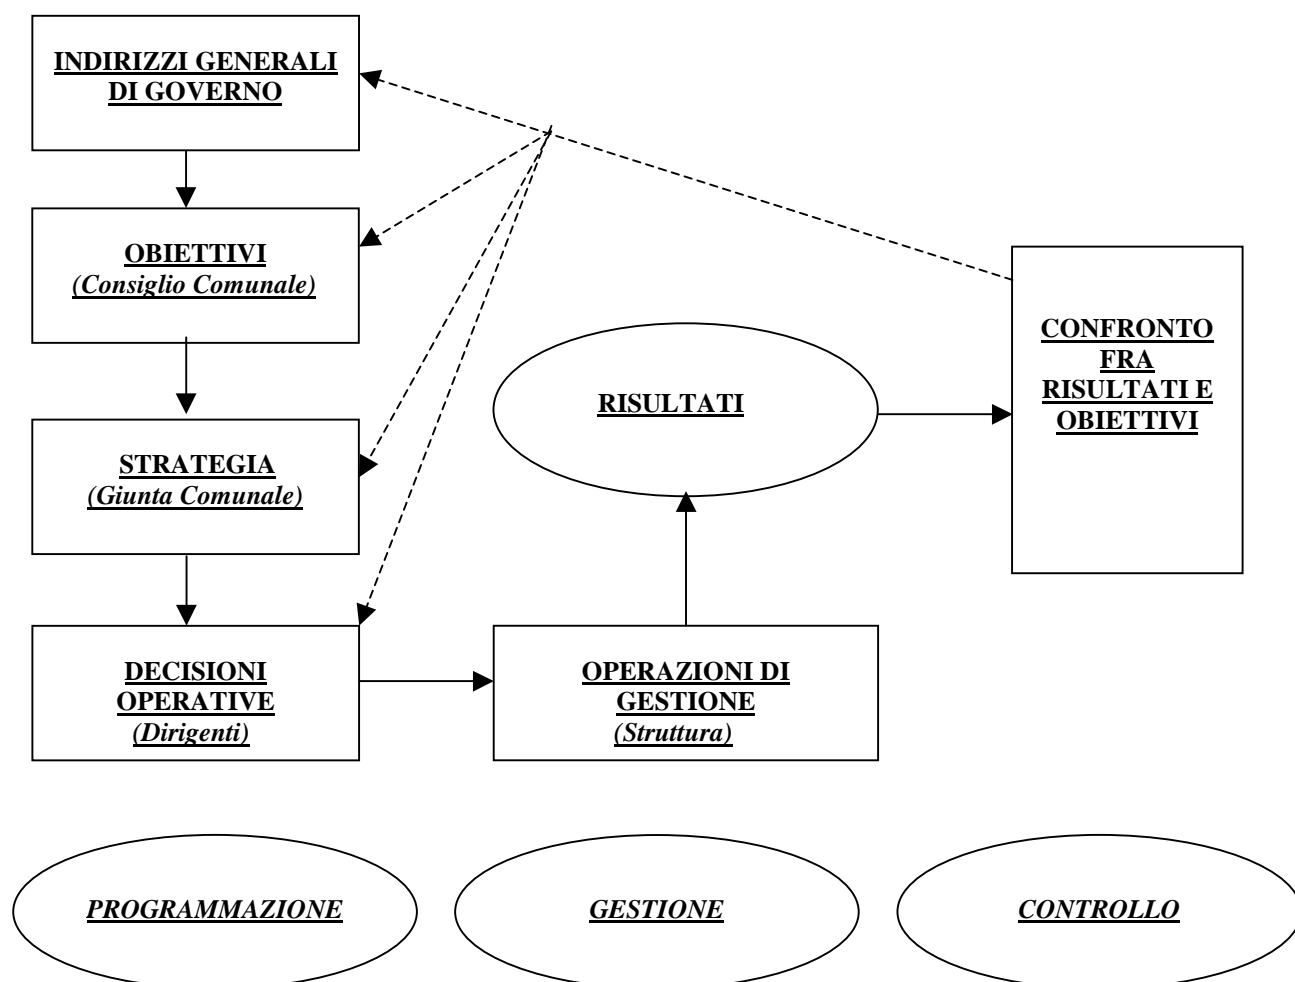 INDIRIZZI GENERALI
DI GOVERNO
OBIETTIVI
(Consiglio Comunale)
STRATEGIA
(Giunta Comunale)
DECISIONI
OPERATIVE
(Dirigenti)
OPERAZIONI DI
GESTIONE
(Struttura)
RISULTATI
CONFRONTO
FRA
RISULTATI E
OBIETTIVI
PROGRAMMAZIONE
GESTIONE
CONTROLLO